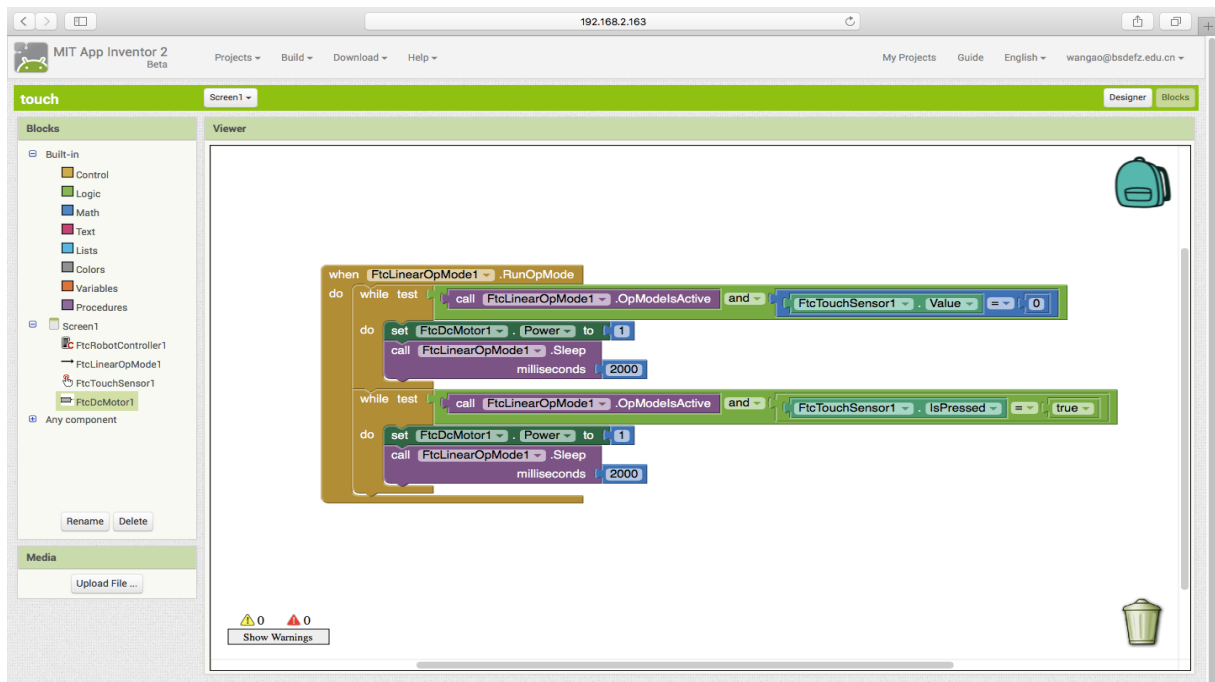 192.168.2.163
MIT App Inventor 2
Beta
Projects Build Download Help My Projects Guide English wangao@bsdefz.edu.cn
touch Screen1 Designer Blocks
Blocks Viewer
Built-in
Control
Logic
Math
Text
Lists
Colors
Variables
Procedures
Screen1
FtcRobotController1
FtcLinearOpMode1
FtcTouchSensor1
FtcDcMotor1
Any component
Rename Delete
Media
Upload File ...
when FtcLinearOpMode1 .RunOpMode
do while test call FtcLinearOpMode1 .OpModeIsActive and FtcTouchSensor1 . Value = 0
do set FtcDcMotor1 . Power to 1
call FtcLinearOpMode1 .Sleep
milliseconds 2000
while test call FtcLinearOpMode1 .OpModeIsActive and FtcTouchSensor1 . IsPressed = true
do set FtcDcMotor1 . Power to 1
call FtcLinearOpMode1 .Sleep
milliseconds 2000
0 0
Show Warnings